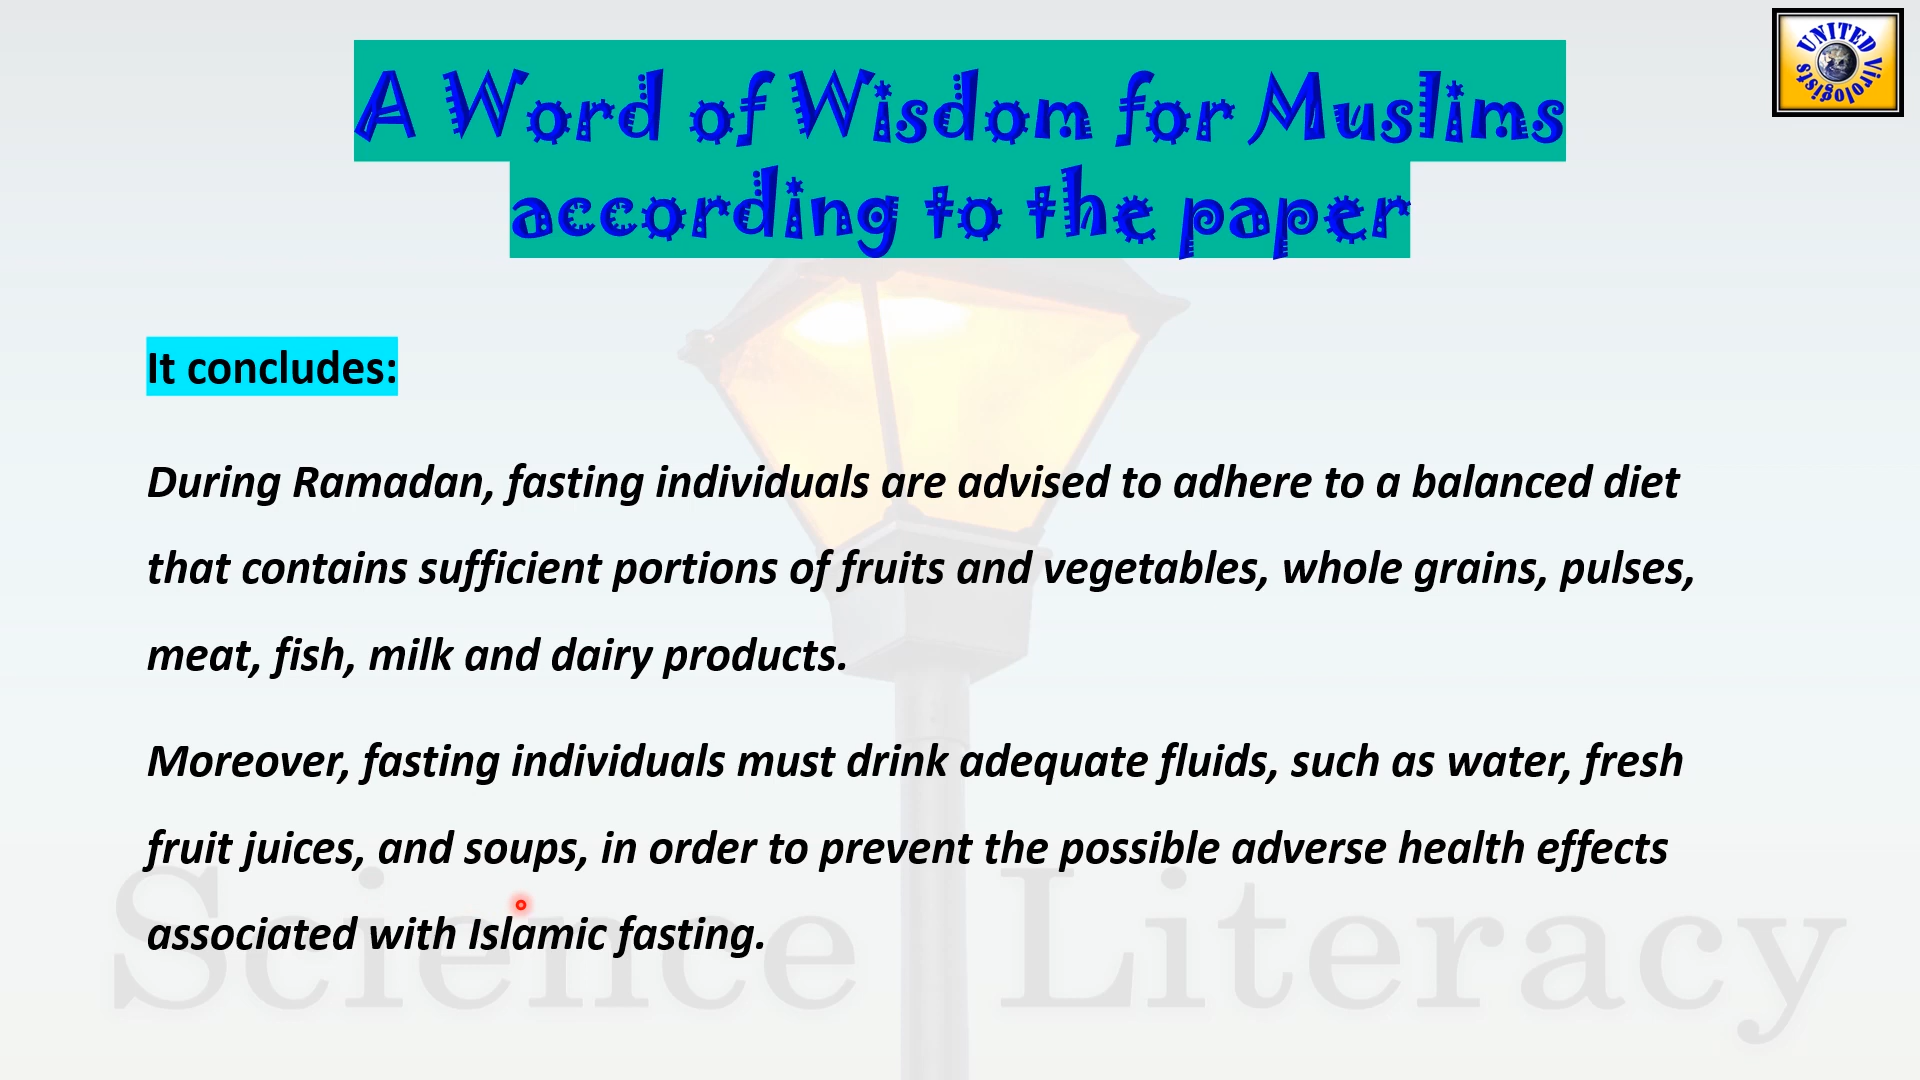 A Word of Wisdom for Muslims
according to the paper
UNITED
Virologists
It concludes:
During Ramadan, fasting individuals are advised to adhere to a balanced diet
that contains sufficient portions of fruits and vegetables, whole grains, pulses,
meat, fish, milk and dairy products.
Moreover, fasting individuals must drink adequate fluids, such as water, fresh
fruit juices, and soups, in order to prevent the possible adverse health effects
associated with Islamic fasting.
Science Literacy